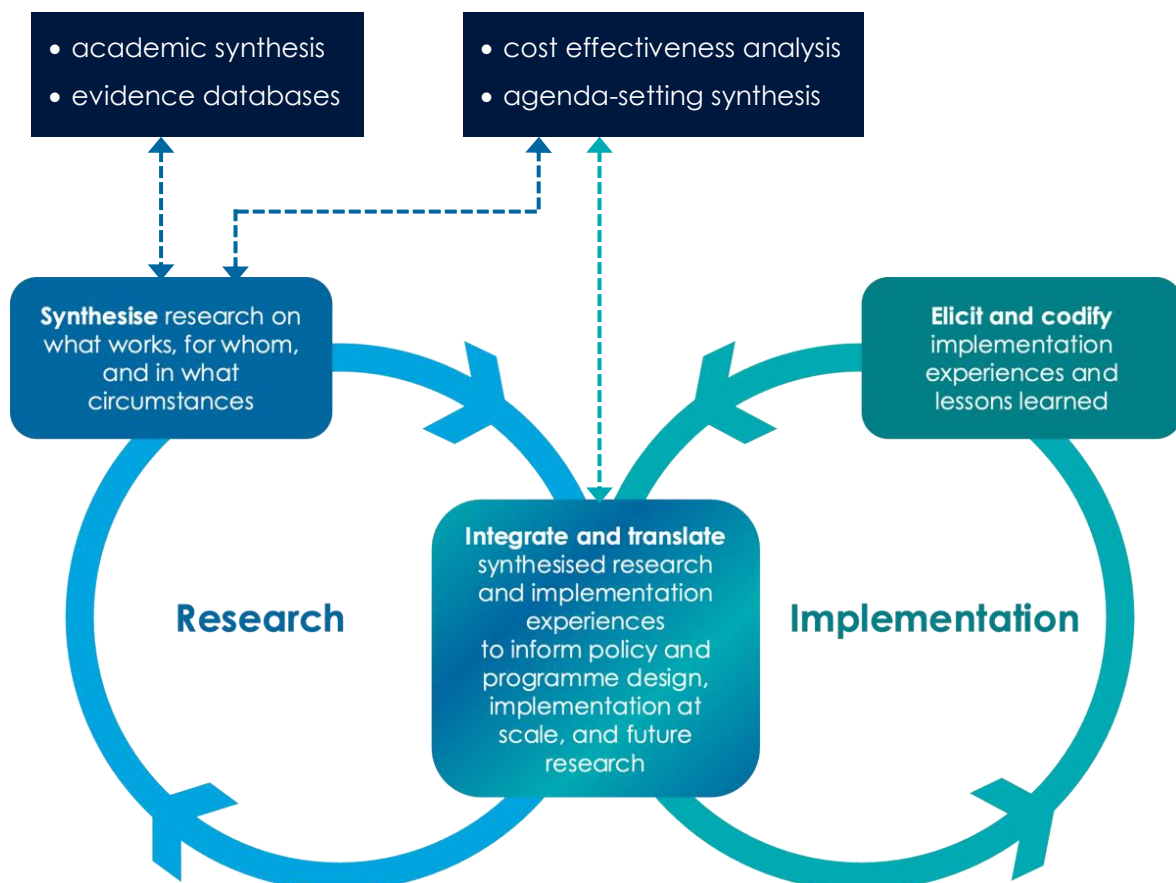 • academic synthesis
• evidence databases
• cost effectiveness analysis
• agenda-setting synthesis
Synthesise research on
what works, for whom,
and in what
circumstances
Elicit and codify
implementation
experiences and
lessons learned
Integrate and translate
synthesised research
and implementation
experiences
to inform policy and
programme design,
implementation at
scale, and future
research
Research
Implementation